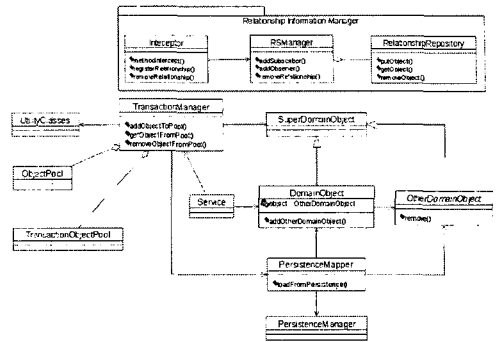 Relationship Information Manager
Interceptor
RSManager
RelationshipRepository
methodIntercept()
registerRelationship()
removeRelationship()
addSubscriber()
addObserver()
removeRelationship()
putObject()
getObject()
removeObject()
TransactionManager
addObjectToPool()
getObjectFromPool()
removeObjectFromPool()
UtilityClasses
SuperDomainObject
ObjectPool
TransactionObjectPool
Service
DomainObject
object : OtherDomainObject
addOtherDomainObject()
OtherDomainObject
remove()
PersistenceMapper
loadFromPersistence()
PersistenceManager